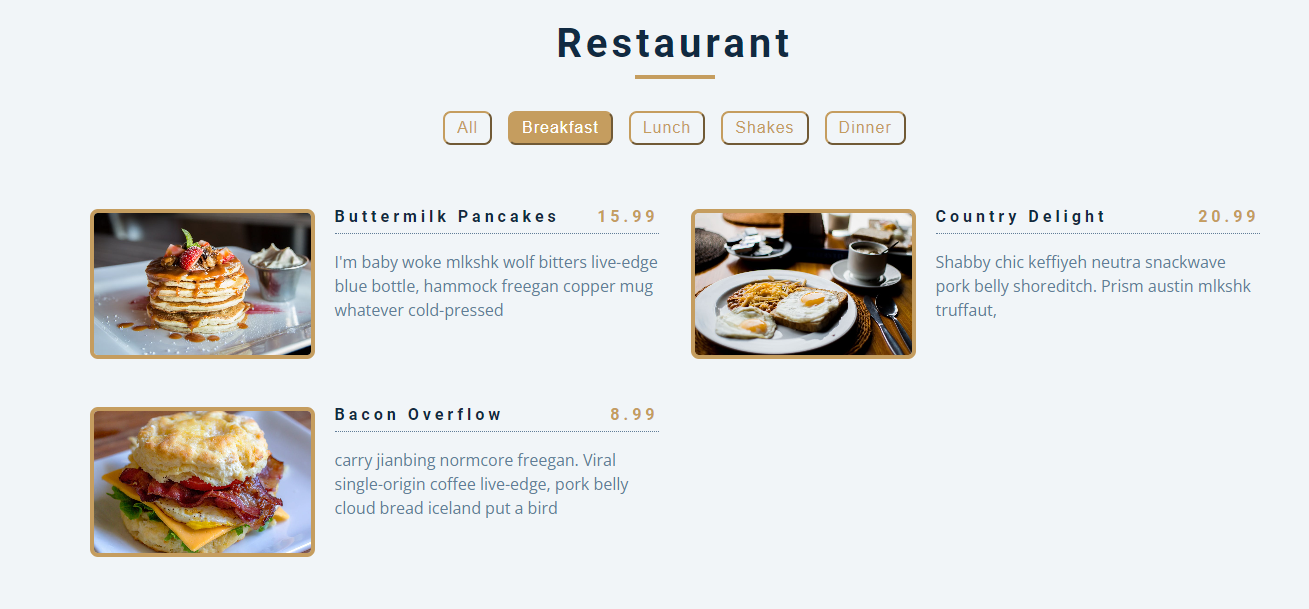 Restaurant
All Breakfast Lunch Shakes Dinner
Buttermilk Pancakes 15.99
I'm baby woke mlkshk wolf bitters live-edge
blue bottle, hammock freegan copper mug
whatever cold-pressed
Country Delight 20.99
Shabby chic keffiyeh neutra snackwave
pork belly shoreditch. Prism austin mlkshk
truffaut,
Bacon Overflow 8.99
carry jianbing normcore freegan. Viral
single-origin coffee live-edge, pork belly
cloud bread iceland put a bird